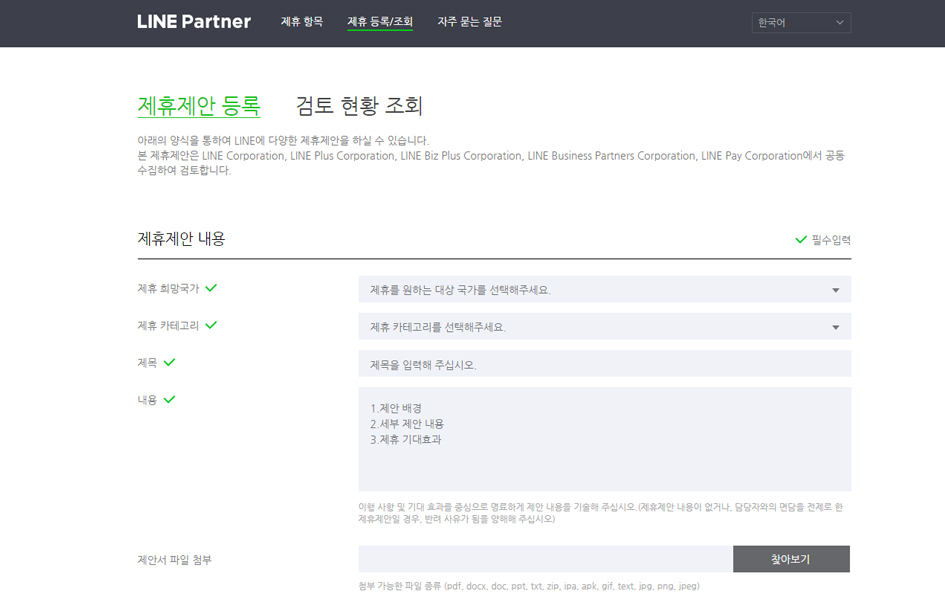 LINE Partner 제휴 항목 제휴 등록/조회 자주 묻는 질문 한국어
제휴제안 등록 검토 현황 조회
아래의 양식을 통하여 LINE에 다양한 제휴제안을 하실 수 있습니다.
본 제휴제안은 LINE Corporation, LINE Plus Corporation, LINE Biz Plus Corporation, LINE Business Partners Corporation, LINE Pay Corporation에서 공동
수집하여 검토합니다.
제휴제안 내용 필수입력
제휴 희망국가 제휴를 원하는 대상 국가를 선택해주세요.
제휴 카테고리 제휴 카테고리를 선택해주세요.
제목 제목을 입력해 주십시오.
내용
1.제안 배경
2.세부 제안 내용
3.제휴 기대효과
이행 사항 및 기대 효과를 중심으로 명료하게 제안 내용을 기술해 주십시오.(제휴제안 내용이 없거나, 담당자와의 면담을 전제로 한
제휴제안일 경우, 반려 사유가 됨을 양해해 주십시오)
제안서 파일 첨부 찾아보기
첨부 가능한 파일 종류 (pdf, docx, doc, ppt, txt, zip, ipa, apk, gif, text, jpg, png, jpeg)